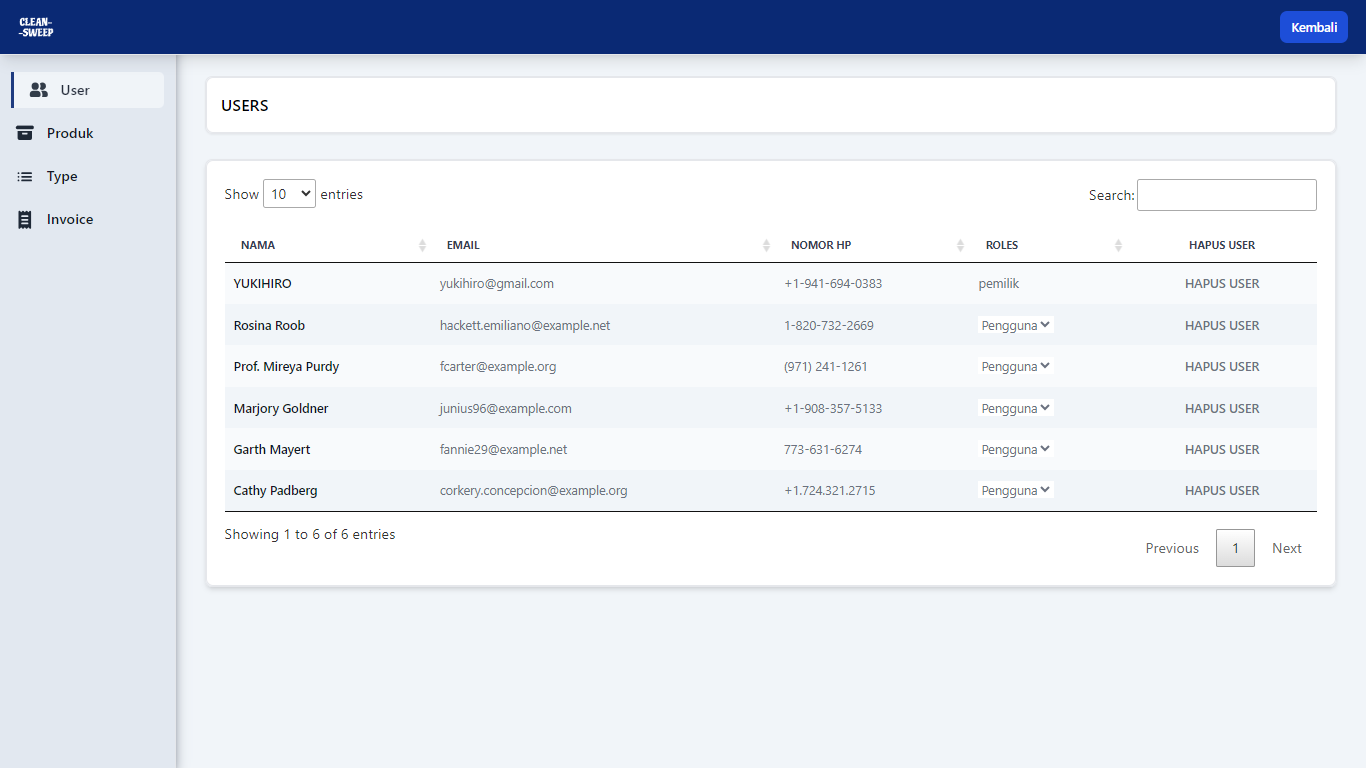 CLEAN-
-SWEEP
Kembali
User
Produk
Type
Invoice
USERS
Show 10 entries
Search:
NAMA EMAIL NOMOR HP ROLES HAPUS USER
YUKIHIRO yukihiro@gmail.com +1-941-694-0383 pemilik HAPUS USER
Rosina Roob hackett.emiliano@example.net 1-820-732-2669 Pengguna HAPUS USER
Prof. Mireya Purdy fcarter@example.org (971) 241-1261 Pengguna HAPUS USER
Marjory Goldner junius96@example.com +1-908-357-5133 Pengguna HAPUS USER
Garth Mayert fannie29@example.net 773-631-6274 Pengguna HAPUS USER
Cathy Padberg corkery.concepcion@example.org +1.724.321.2715 Pengguna HAPUS USER
Showing 1 to 6 of 6 entries
Previous 1 Next